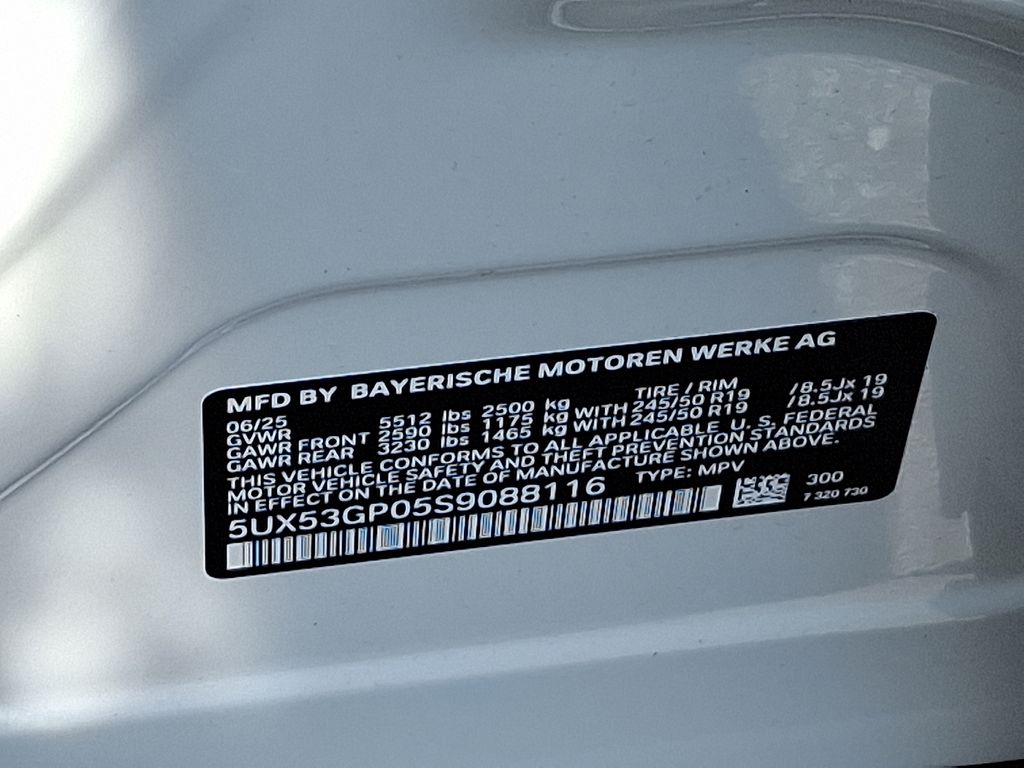 MFD BY BAYERISCHE MOTOREN WERKE AG
06/25 TIRE / RIM
GVWR 5512 lbs 2500 kg
GAWR FRONT 2590 lbs 1175 kg WITH 245/50 R19 /8.5Jx 19
GAWR REAR 3230 lbs 1465 kg WITH 245/50 R19 /8.5Jx 19
THIS VEHICLE CONFORMS TO ALL APPLICABLE U. S. FEDERAL
MOTOR VEHICLE SAFETY AND THEFT PREVENTION STANDARDS
IN EFFECT ON THE DATE OF MANUFACTURE SHOWN ABOVE.
5UX53GP05S9088116 TYPE: MPV
300
7 320 730